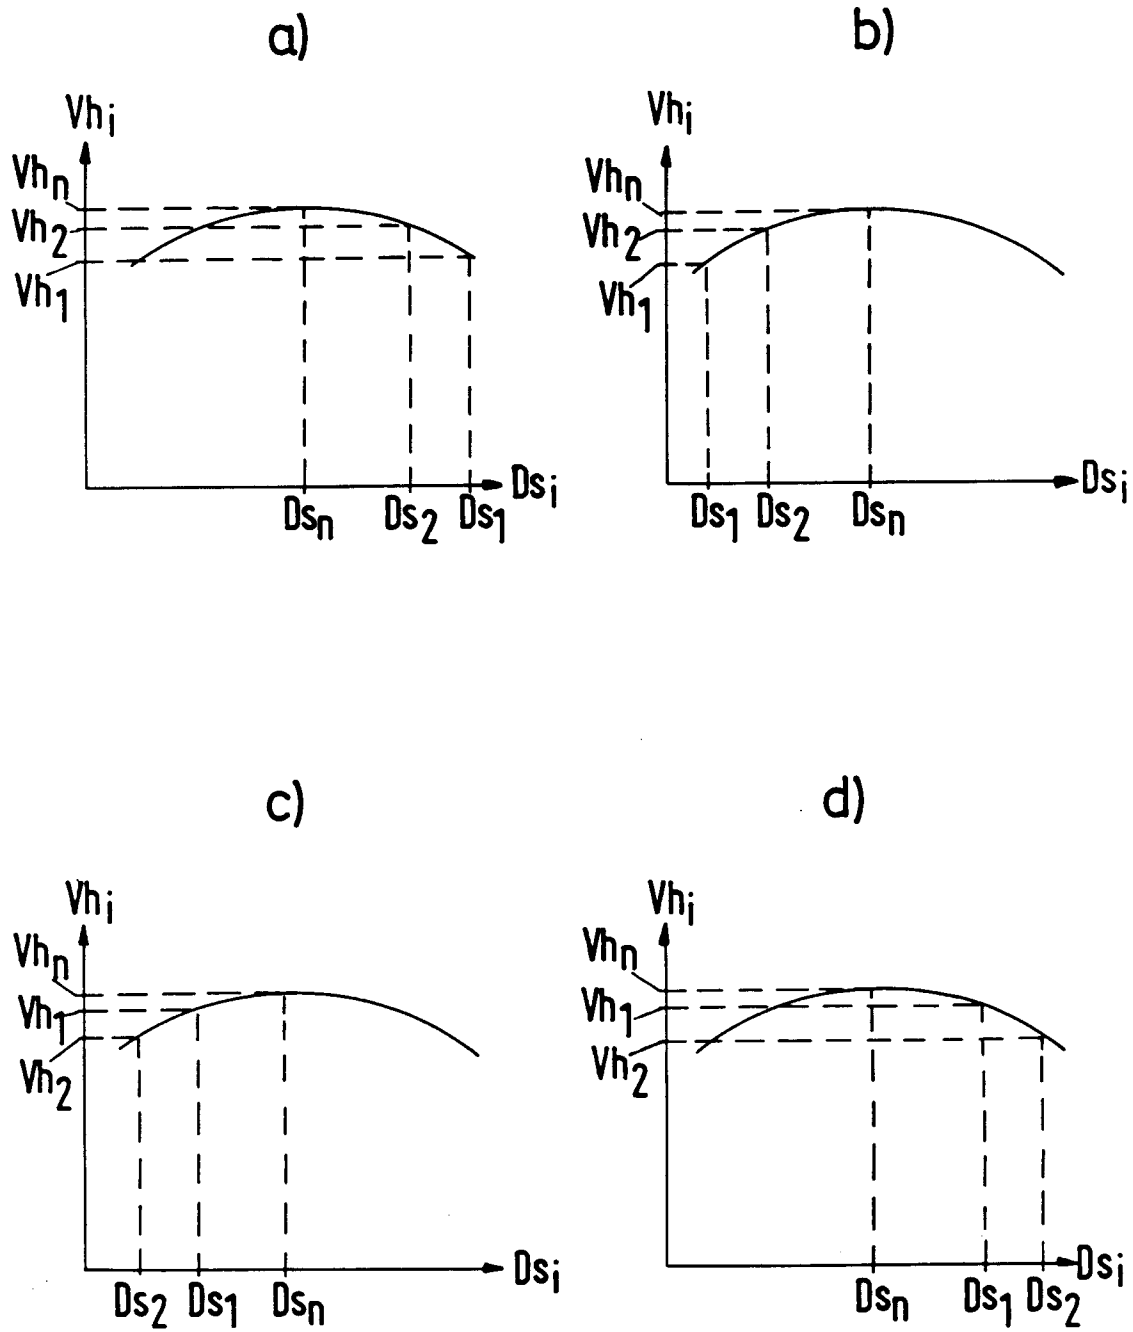 a)
Vhi
Vhn
Vh2
Vh1
Dsn Ds2 Ds1 Dsi
b)
Vhi
Vhn
Vh2
Vh1
Ds1 Ds2 Dsn Dsi
c)
Vhi
Vhn
Vh1
Vh2
Ds2 Ds1 Dsn Dsi
d)
Vhi
Vhn
Vh1
Vh2
Dsn Ds1 Ds2 Dsi